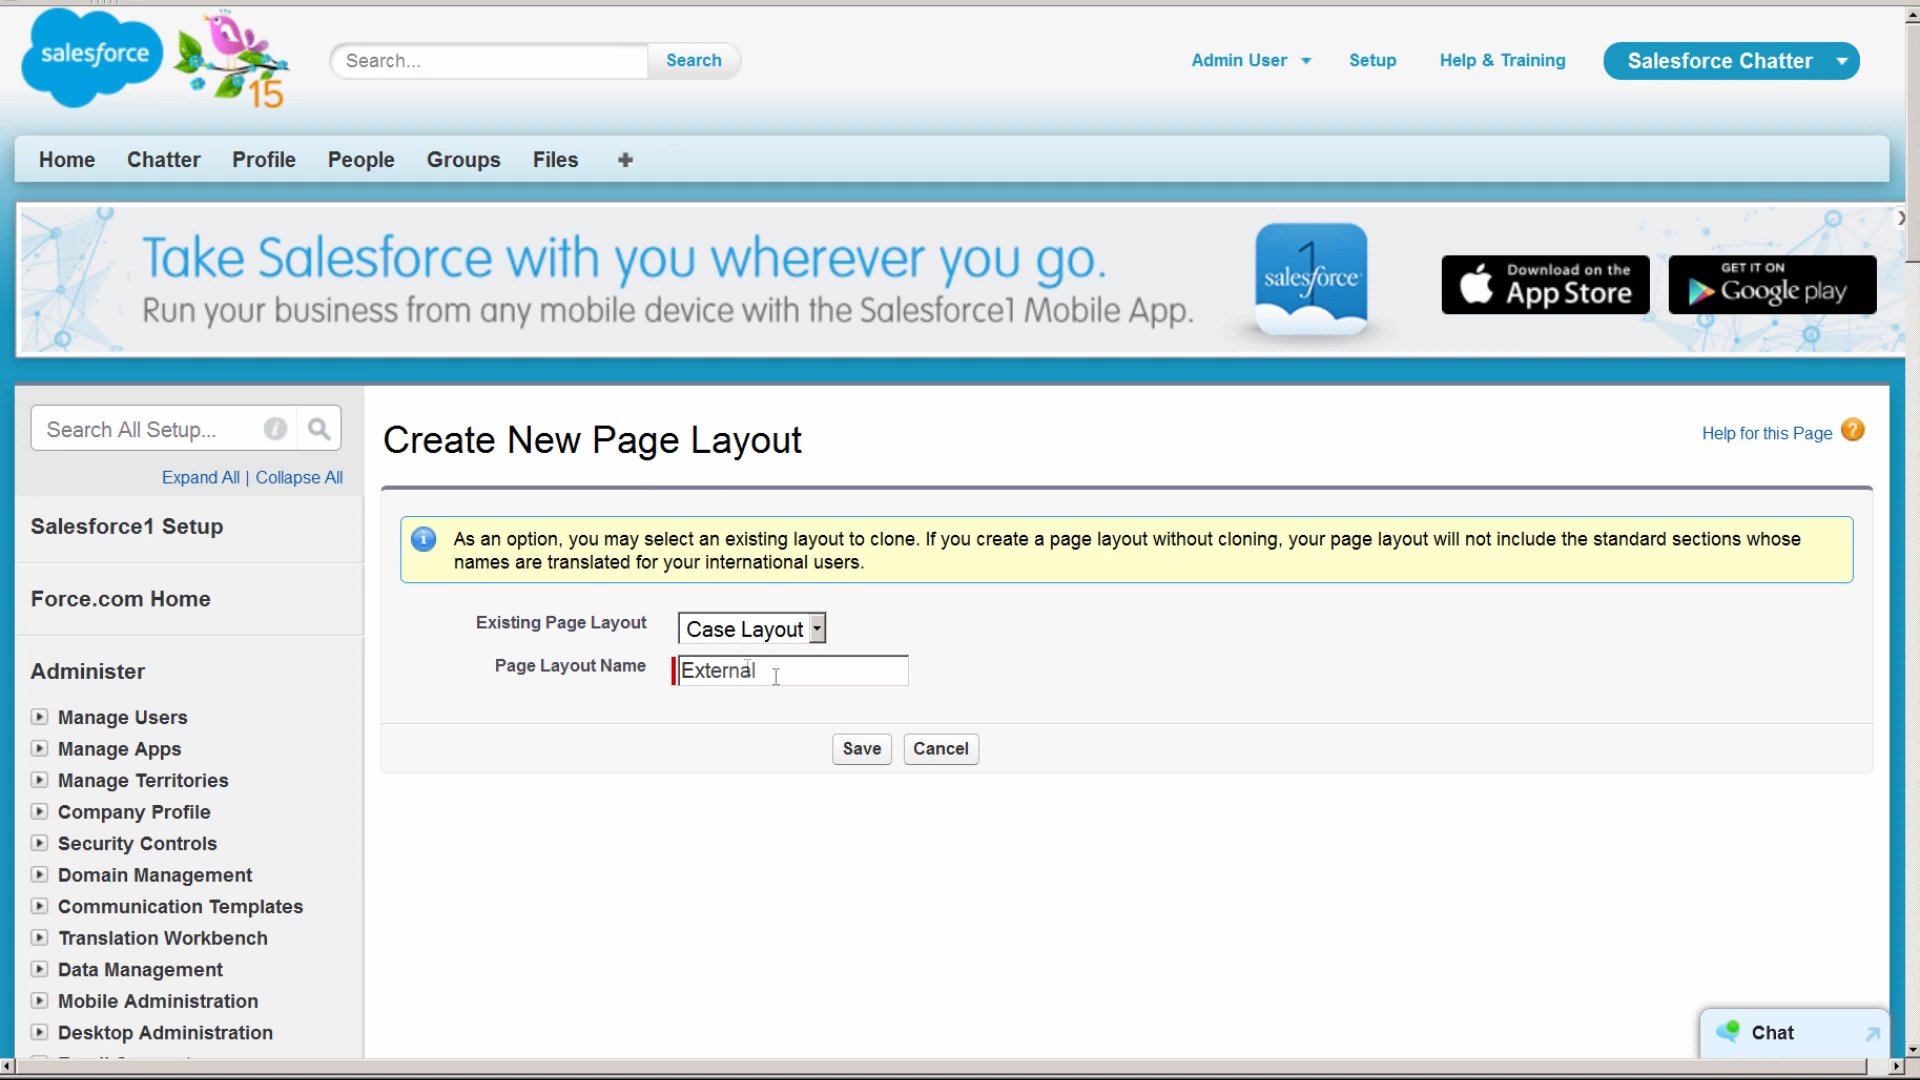 salesforce
15
Search...
Search
Admin User
Setup
Help & Training
Salesforce Chatter
Home
Chatter
Profile
People
Groups
Files
+
Take Salesforce with you wherever you go.
Run your business from any mobile device with the Salesforce1 Mobile App.
1
salesforce
Download on the
App Store
GET IT ON
Google play
Search All Setup...
Expand All | Collapse All
Salesforce1 Setup
Force.com Home
Administer
Manage Users
Manage Apps
Manage Territories
Company Profile
Security Controls
Domain Management
Communication Templates
Translation Workbench
Data Management
Mobile Administration
Desktop Administration
Create New Page Layout
Help for this Page ?
As an option, you may select an existing layout to clone. If you create a page layout without cloning, your page layout will not include the standard sections whose
names are translated for your international users.
Existing Page Layout
Case Layout
Page Layout Name
External
Save
Cancel
Chat